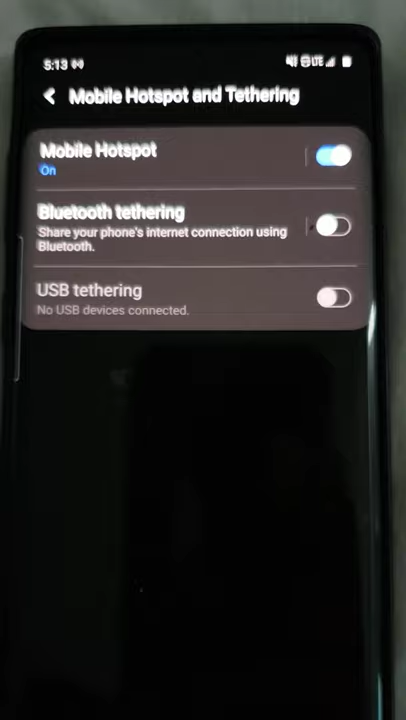 5:13
LTE
Mobile Hotspot and Tethering
Mobile Hotspot
On
Bluetooth tethering
Share your phone's internet connection using
Bluetooth.
USB tethering
No USB devices connected.